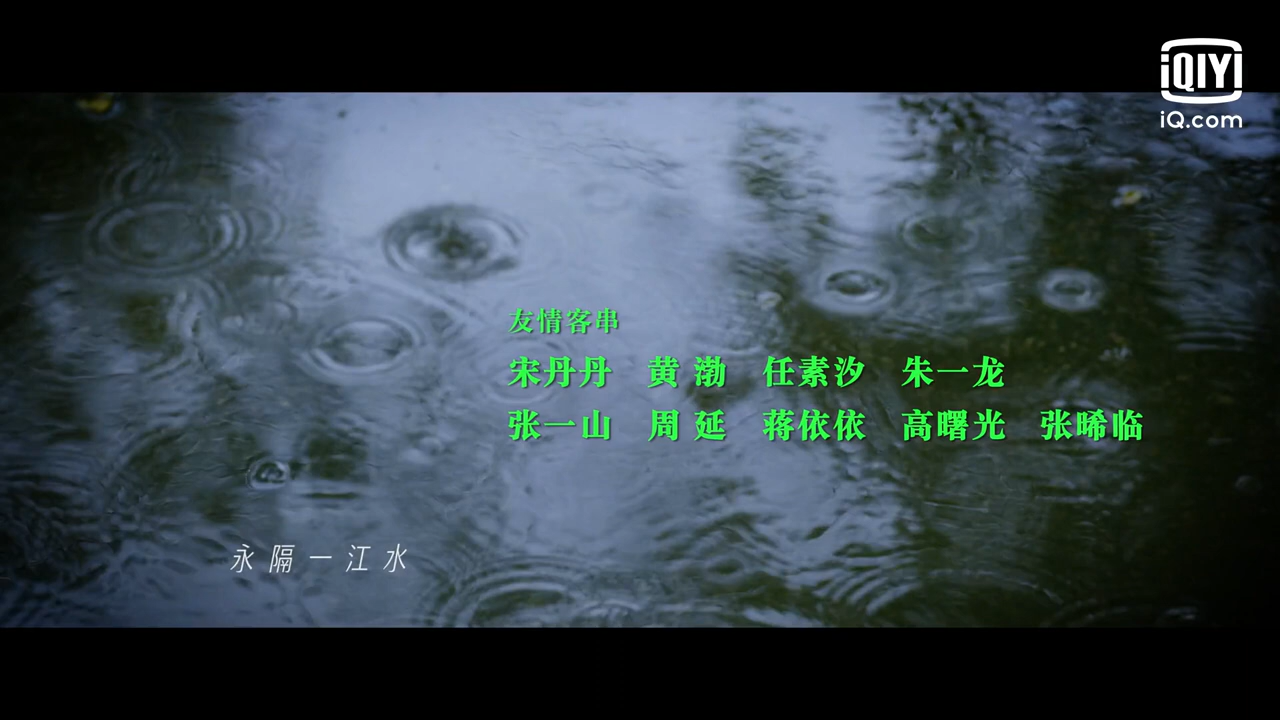 iQIYI
iQ.com
友情客串
宋丹丹 黄渤 任素汐 朱一龙
张一山 周延 蒋依依 高曙光 张晞临
永隔一江水